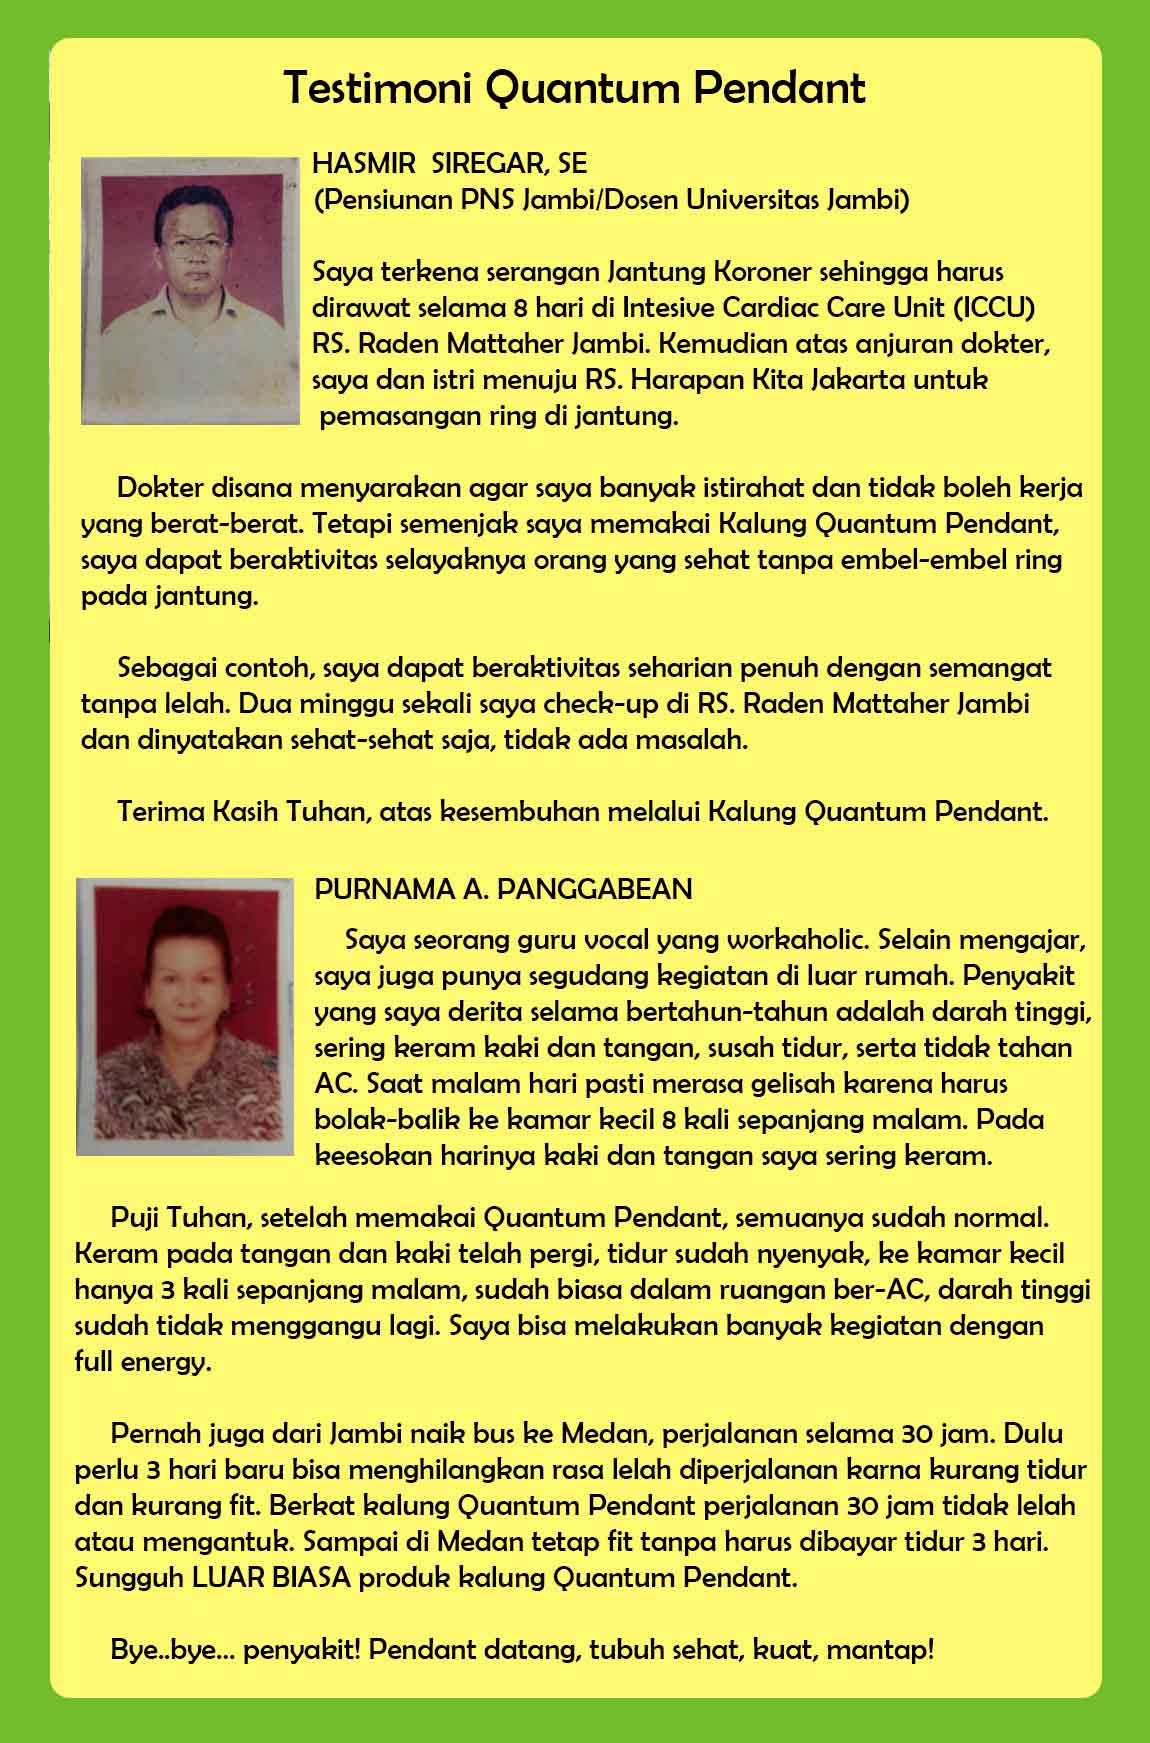 Testimoni Quantum Pendant
HASMIR SIREGAR, SE
(Pensiunan PNS Jambi/Dosen Universitas Jambi)
Saya terkena serangan Jantung Koroner sehingga harus
dirawat selama 8 hari di Intesive Cardiac Care Unit (ICCU)
RS. Raden Mattaher Jambi. Kemudian atas anjuran dokter,
saya dan istri menuju RS. Harapan Kita Jakarta untuk
pemasangan ring di jantung.
Dokter disana menyarakan agar saya banyak istirahat dan tidak boleh kerja
yang berat-berat. Tetapi semenjak saya memakai Kalung Quantum Pendant,
saya dapat beraktivitas selayaknya orang yang sehat tanpa embel-embel ring
pada jantung.
Sebagai contoh, saya dapat beraktivitas seharian penuh dengan semangat
tanpa lelah. Dua minggu sekali saya check-up di RS. Raden Mattaher Jambi
dan dinyatakan sehat-sehat saja, tidak ada masalah.
Terima Kasih Tuhan, atas kesembuhan melalui Kalung Quantum Pendant.
PURNAMA A. PANGGABEAN
Saya seorang guru vocal yang workaholic. Selain mengajar,
saya juga punya segudang kegiatan di luar rumah. Penyakit
yang saya derita selama bertahun-tahun adalah darah tinggi,
sering keram kaki dan tangan, susah tidur, serta tidak tahan
AC. Saat malam hari pasti merasa gelisah karena harus
bolak-balik ke kamar kecil 8 kali sepanjang malam. Pada
keesokan harinya kaki dan tangan saya sering keram.
Puji Tuhan, setelah memakai Quantum Pendant, semuanya sudah normal.
Keram pada tangan dan kaki telah pergi, tidur sudah nyenyak, ke kamar kecil
hanya 3 kali sepanjang malam, sudah biasa dalam ruangan ber-AC, darah tinggi
sudah tidak menggangu lagi. Saya bisa melakukan banyak kegiatan dengan
full energy.
Pernah juga dari Jambi naik bus ke Medan, perjalanan selama 30 jam. Dulu
perlu 3 hari baru bisa menghilangkan rasa lelah diperjalanan karna kurang tidur
dan kurang fit. Berkat kalung Quantum Pendant perjalanan 30 jam tidak lelah
atau mengantuk. Sampai di Medan tetap fit tanpa harus dibayar tidur 3 hari.
Sungguh LUAR BIASA produk kalung Quantum Pendant.
Bye..bye... penyakit! Pendant datang, tubuh sehat, kuat, mantap!